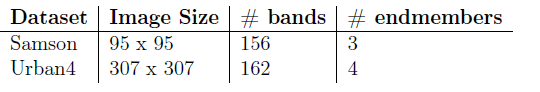 Dataset Image Size # bands # endmembers
Samson 95 x 95 156 3
Urban4 307 x 307 162 4